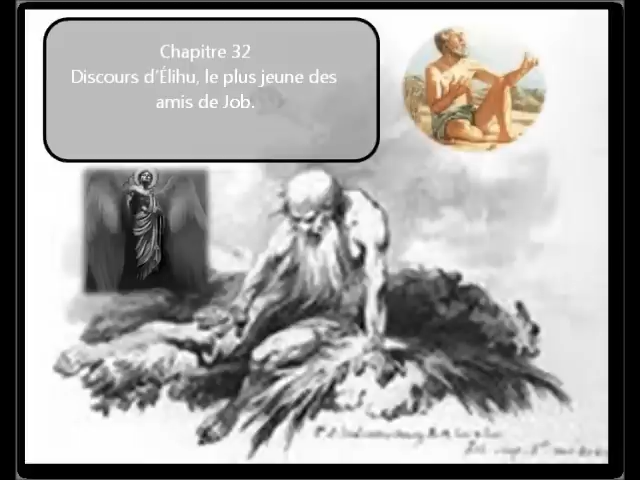 Chapitre 32
Discours d'Élihu, le plus jeune des
amis de Job.